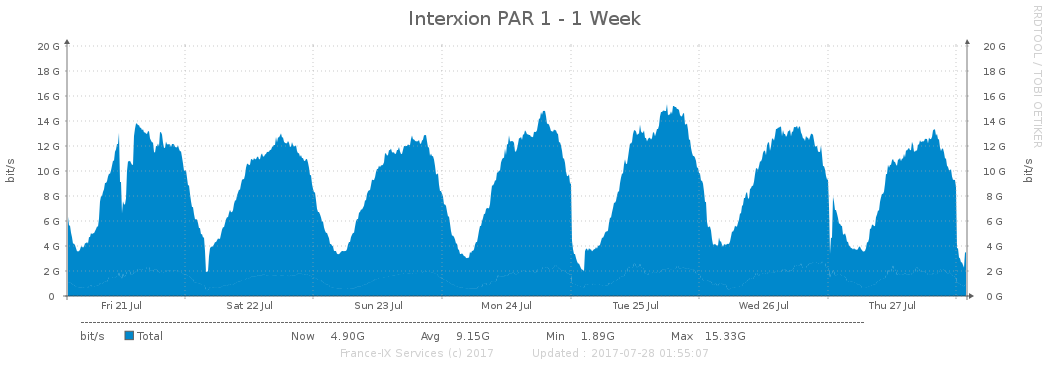 Interxion PAR 1 - 1 Week
RRDTOOL / TOBI OETIKER
20 G 20 G
18 G 18 G
16 G 16 G
14 G 14 G
12 G 12 G
10 G 10 G
8 G 8 G
6 G 6 G
4 G 4 G
2 G 2 G
0 0 G
bit/s
bit/s
Fri 21 Jul Sat 22 Jul Sun 23 Jul Mon 24 Jul Tue 25 Jul Wed 26 Jul Thu 27 Jul
bit/s Total Now 4.90G Avg 9.15G Min 1.89G Max 15.33G
France-IX Services (c) 2017 Updated : 2017-07-28 01:55:07